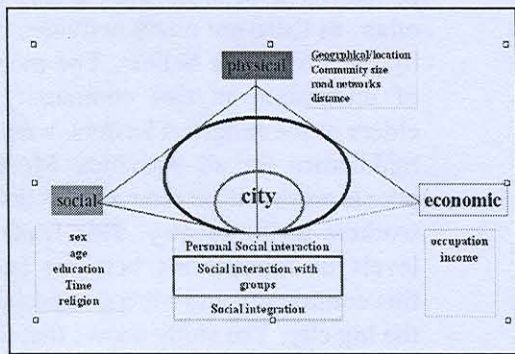 physical
Geographical/location
Community size
road networks
distance
social
city
economic
sex
age
education
Time
religion
Personal Social interaction
Social interaction with
groups
Social integration
occupation
income